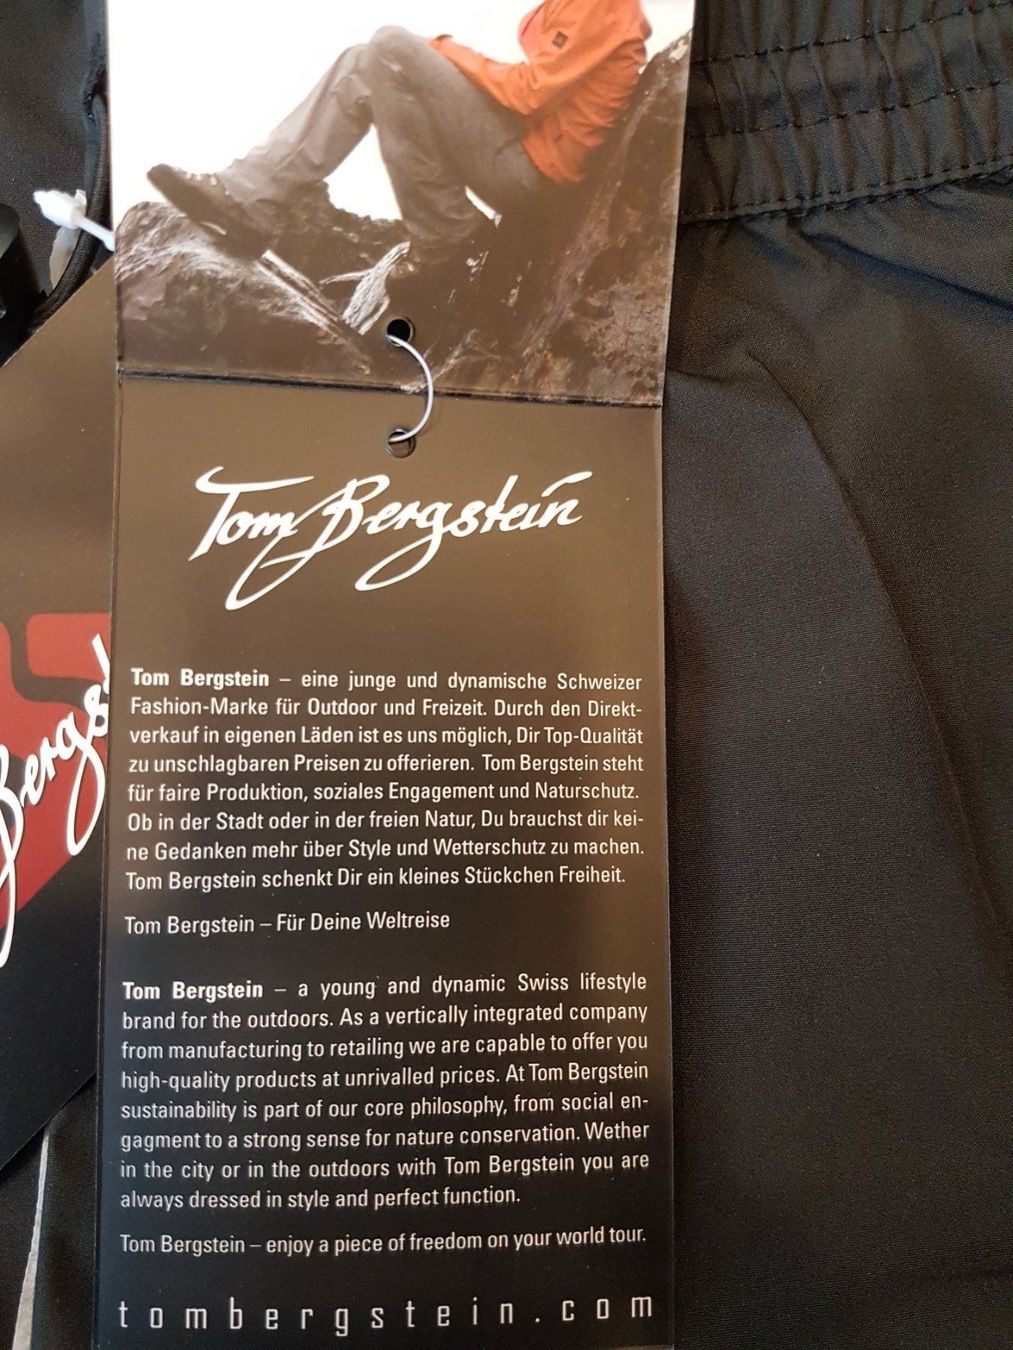 Tom Bergstein
Tom Bergstein – eine junge und dynamische Schweizer
Fashion-Marke für Outdoor und Freizeit. Durch den Direkt-
verkauf in eigenen Läden ist es uns möglich, Dir Top-Qualität
zu unschlagbaren Preisen zu offerieren. Tom Bergstein steht
für faire Produktion, soziales Engagement und Naturschutz.
Ob in der Stadt oder in der freien Natur, Du brauchst dir kei-
ne Gedanken mehr über Style und Wetterschutz zu machen.
Tom Bergstein schenkt Dir ein kleines Stückchen Freiheit.
Tom Bergstein – Für Deine Weltreise
Tom Bergstein – a young and dynamic Swiss lifestyle
brand for the outdoors. As a vertically integrated company
from manufacturing to retailing we are capable to offer you
high-quality products at unrivalled prices. At Tom Bergstein
sustainability is part of our core philosophy, from social en-
gagment to a strong sense for nature conservation. Wether
in the city or in the outdoors with Tom Bergstein you are
always dressed in style and perfect function.
Tom Bergstein – enjoy a piece of freedom on your world tour.
tombergstein.com